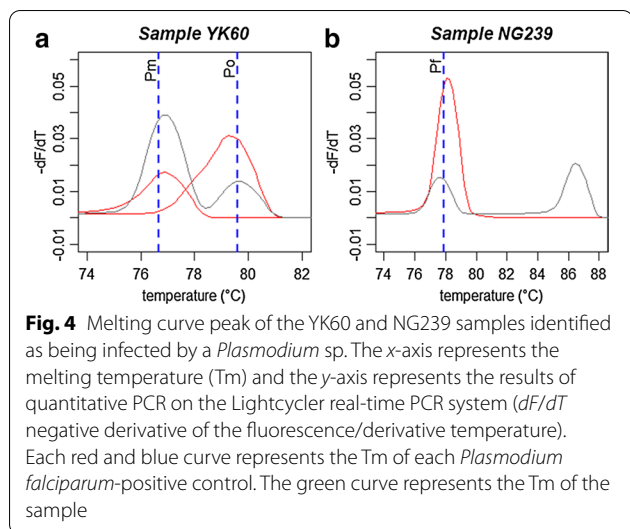 a Sample YK60 b Sample NG239
Pm Po Pf
-dF/dT
0.05
0.03
0.01
-0.01
74 76 78 80 82
temperature (°C)
-dF/dT
0.05
0.03
0.01
-0.01
74 76 78 80 82 84 86 88
temperature (°C)
Fig. 4 Melting curve peak of the YK60 and NG239 samples identified
as being infected by a Plasmodium sp. The x-axis represents the
melting temperature (Tm) and the y-axis represents the results of
quantitative PCR on the Lightcycler real-time PCR system (dF/dT
negative derivative of the fluorescence/derivative temperature).
Each red and blue curve represents the Tm of each Plasmodium
falciparum-positive control. The green curve represents the Tm of the
sample